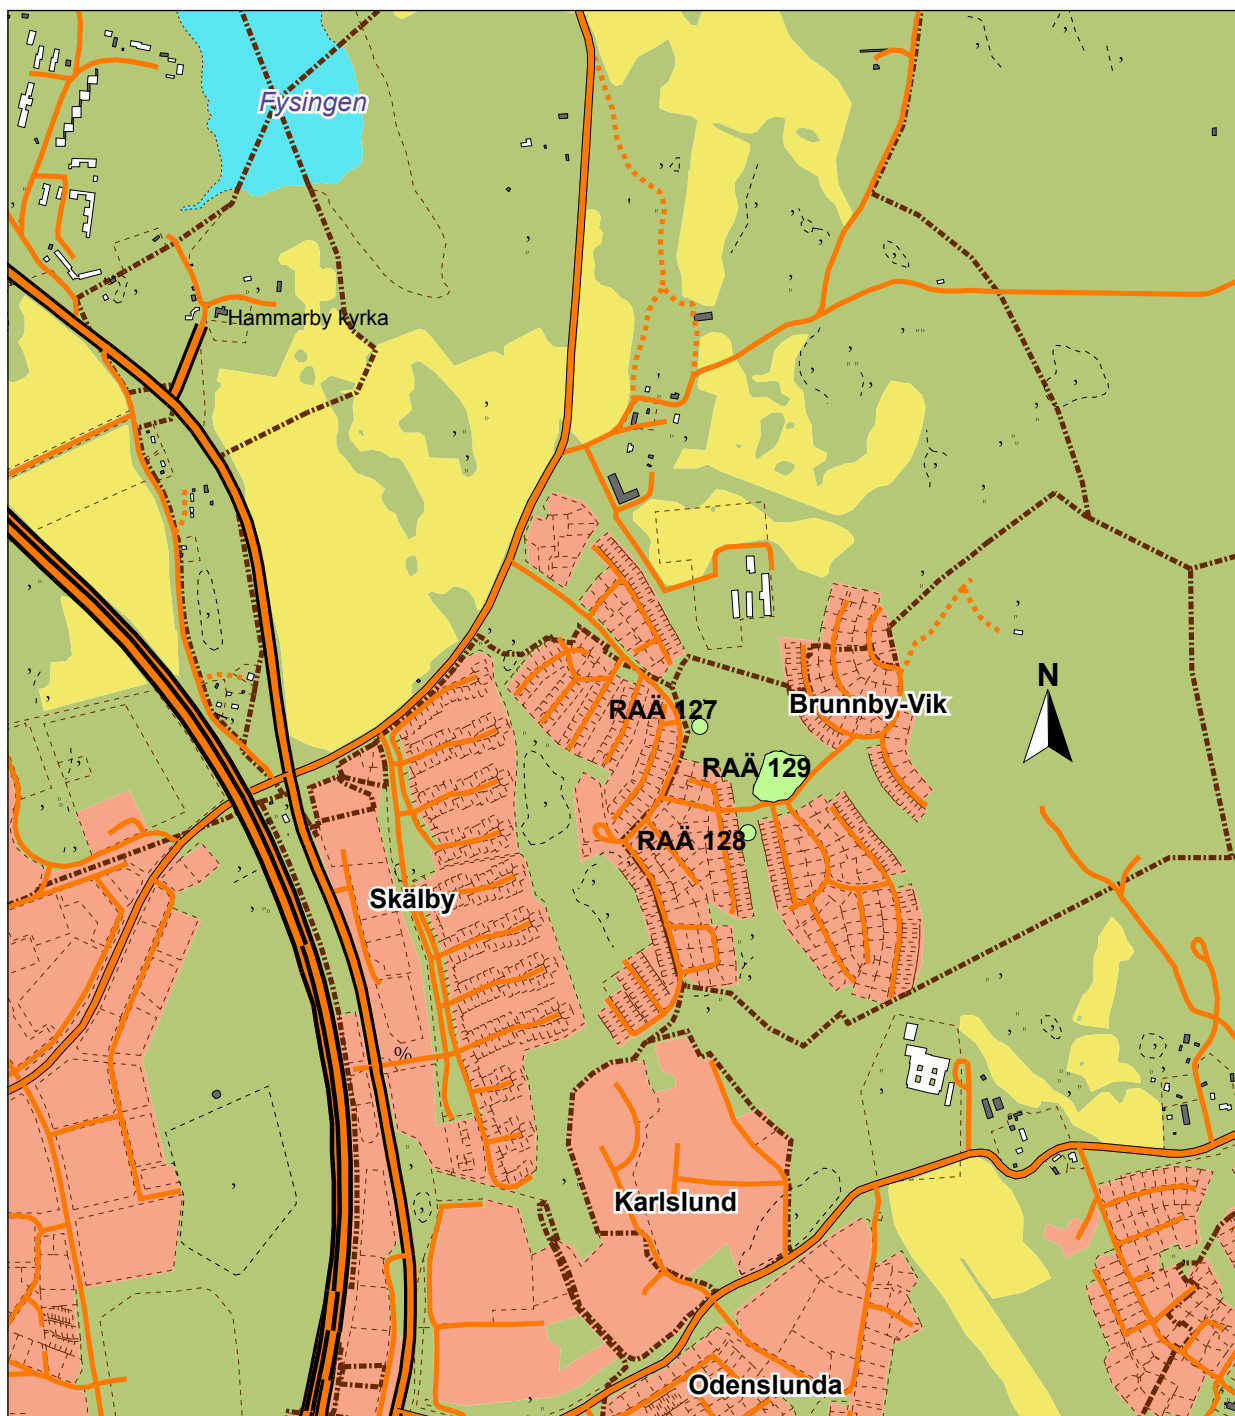 Fysingen
Hammarby kyrka
N
RAÄ 127
Brunnby-Vik
RAÄ 129
RAÄ 128
Skälby
%
Karlslund
Odenslunda